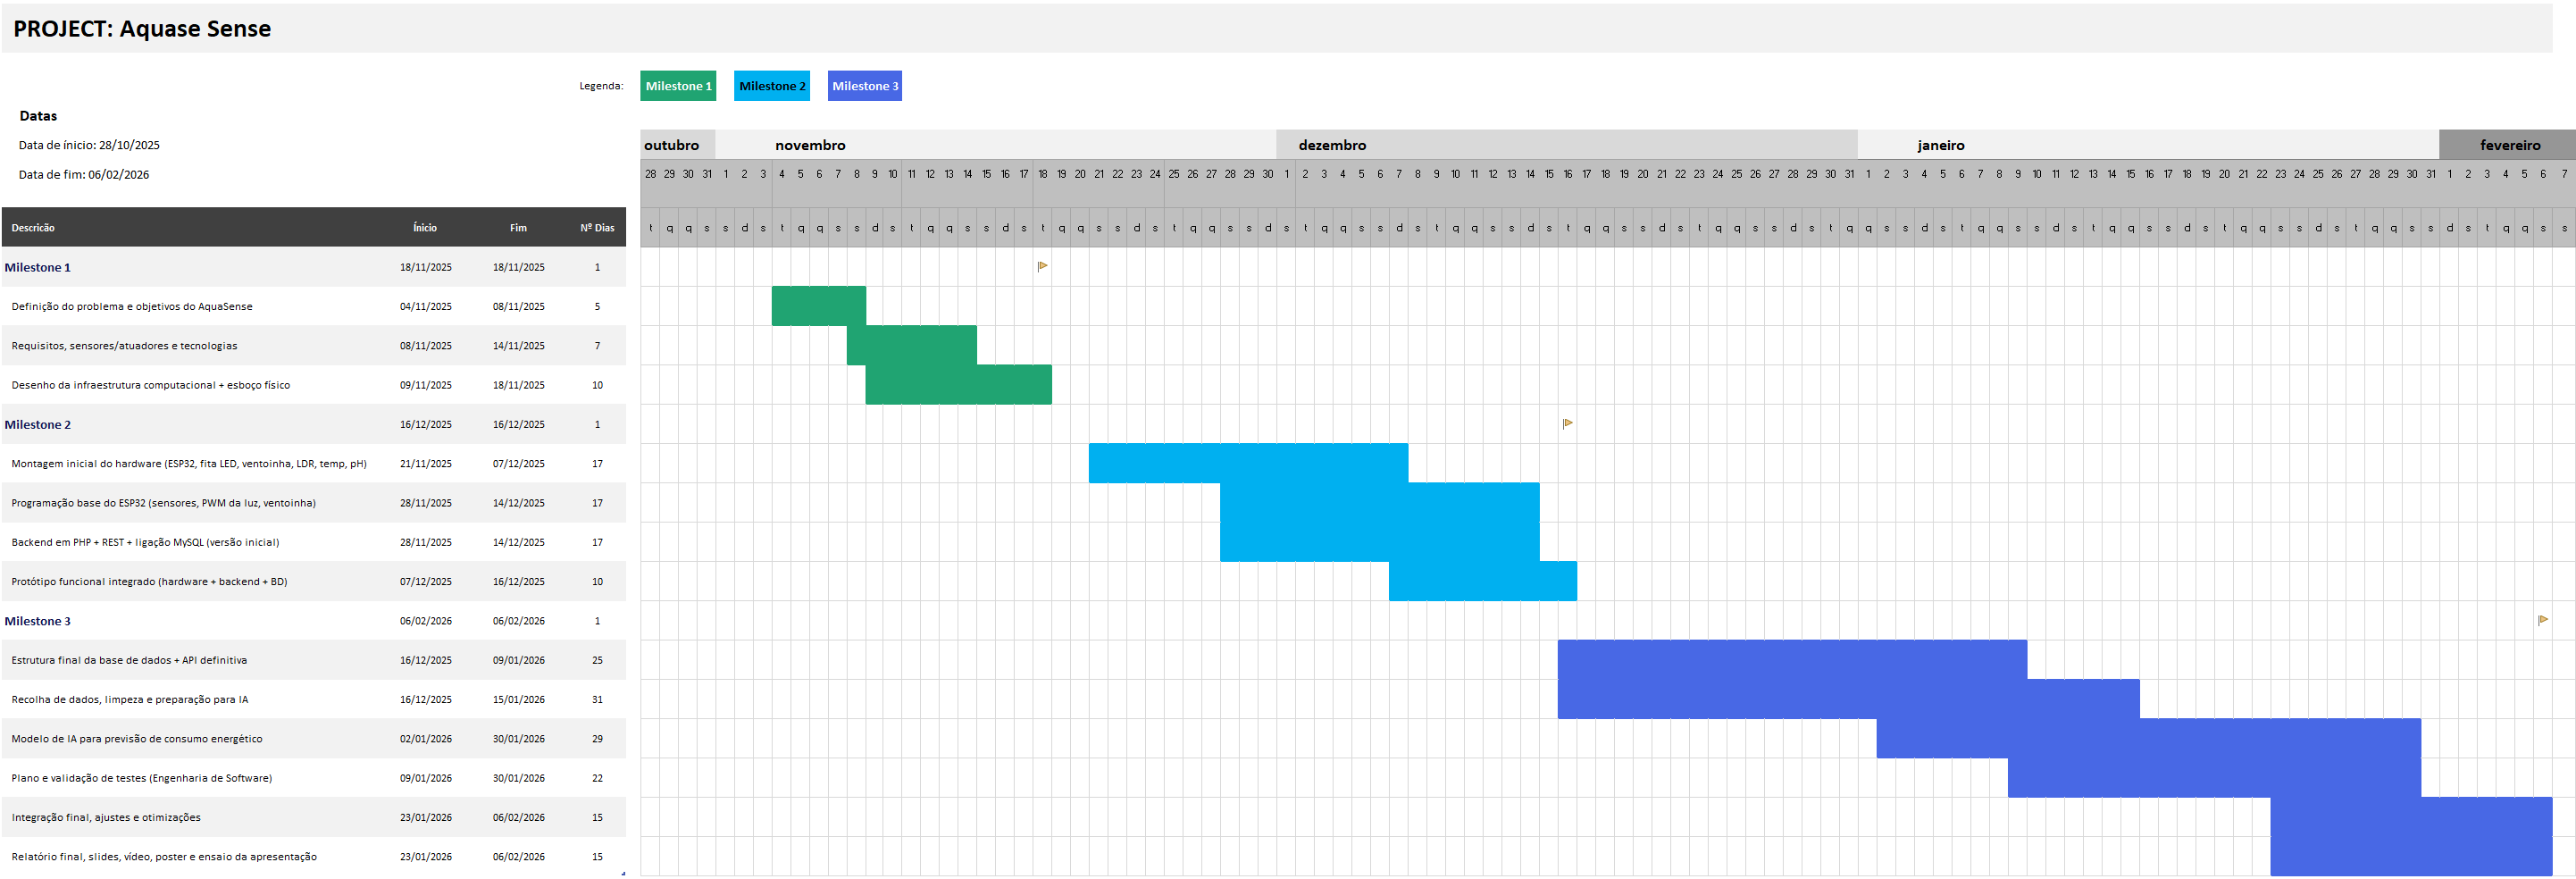 PROJECT: Aquase Sense
Legenda: Milestone 1 Milestone 2 Milestone 3
Datas
Data de ínicio: 28/10/2025
Data de fim: 06/02/2026
outubro novembro dezembro janeiro fevereiro
28 29 30 31 1 2 3 4 5 6 7 8 9 10 11 12 13 14 15 16 17 18 19 20 21 22 23 24 25 26 27 28 29 30 1 2 3 4 5 6 7 8 9 10 11 12 13 14 15 16 17 18 19 20 21 22 23 24 25 26 27 28 29 30 31 1 2 3 4 5 6 7 8 9 10 11 12 13 14 15 16 17 18 19 20 21 22 23 24 25 26 27 28 29 30 31 1 2 3 4 5 6 7
Descricão Ínicio Fim Nº Dias t q q s s d s t q q s s d s t q q s s d s t q q s s d s t q q s s d s t q q s s d s t q q s s d s t q q s s d s t q q s s d s t q q s s d s t q q s s d s t q q s s d s t q q s s d s t q q s s d s t q q s s
Milestone 1 18/11/2025 18/11/2025 1
Definição do problema e objetivos do AquaSense 04/11/2025 08/11/2025 5
Requisitos, sensores/atuadores e tecnologias 08/11/2025 14/11/2025 7
Desenho da infraestrutura computacional + esboço físico 09/11/2025 18/11/2025 10
Milestone 2 16/12/2025 16/12/2025 1
Montagem inicial do hardware (ESP32, fita LED, ventoinha, LDR, temp, pH) 21/11/2025 07/12/2025 17
Programação base do ESP32 (sensores, PWM da luz, ventoinha) 28/11/2025 14/12/2025 17
Backend em PHP + REST + ligação MySQL (versão inicial) 28/11/2025 14/12/2025 17
Protótipo funcional integrado (hardware + backend + BD) 07/12/2025 16/12/2025 10
Milestone 3 06/02/2026 06/02/2026 1
Estrutura final da base de dados + API definitiva 16/12/2025 09/01/2026 25
Recolha de dados, limpeza e preparação para IA 16/12/2025 15/01/2026 31
Modelo de IA para previsão de consumo energético 02/01/2026 30/01/2026 29
Plano e validação de testes (Engenharia de Software) 09/01/2026 30/01/2026 22
Integração final, ajustes e otimizações 23/01/2026 06/02/2026 15
Relatório final, slides, vídeo, poster e ensaio da apresentação 23/01/2026 06/02/2026 15